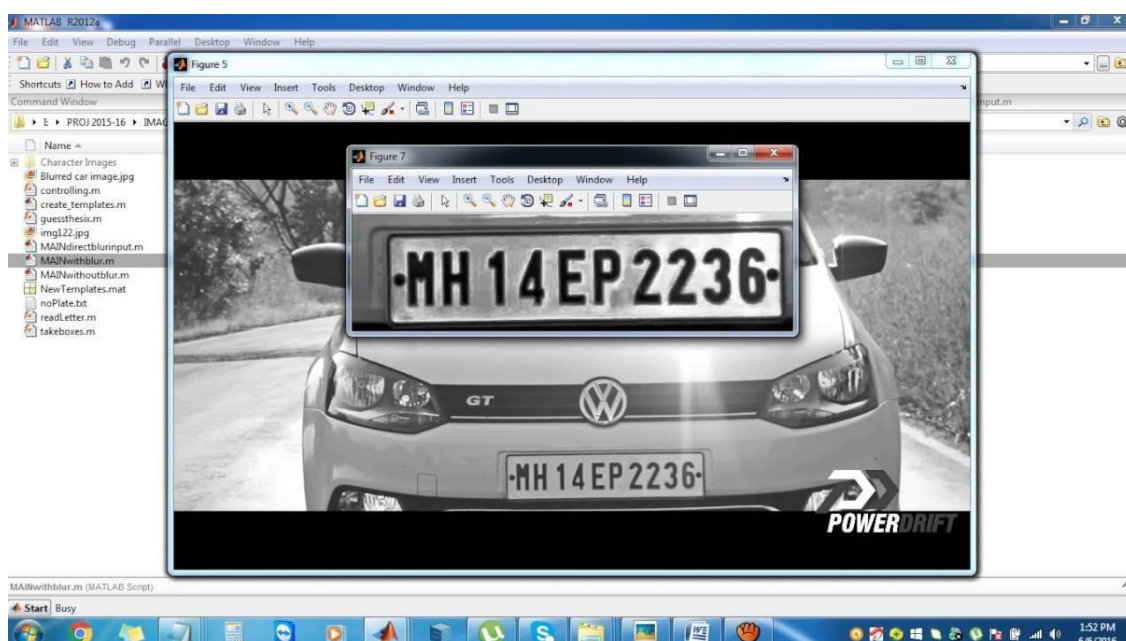 MATLAB R2012a
File Edit View Debug Parallel Desktop Window Help
Shortcuts How to Add
Command Window
PROJ 2015-16
Name
Character Images
Blurred car image.jpg
controlling.m
create_templates.m
guessthesix.m
img122.jpg
MAINdirectblurinput.m
MAINwithblur.m
MAINwithoutblur.m
NewTemplates.mat
noPlate.txt
readLetter.m
takeboxes.m
Figure 5
File Edit View Insert Tools Desktop Window Help
Figure 7
File Edit View Insert Tools Desktop Window Help
MH 14 EP 2236
GT
MH 14 EP 2236
POWERDRIFT
MAINwithblur.m (MATLAB Script)
Start Busy
1:52 PM
6/6/2016